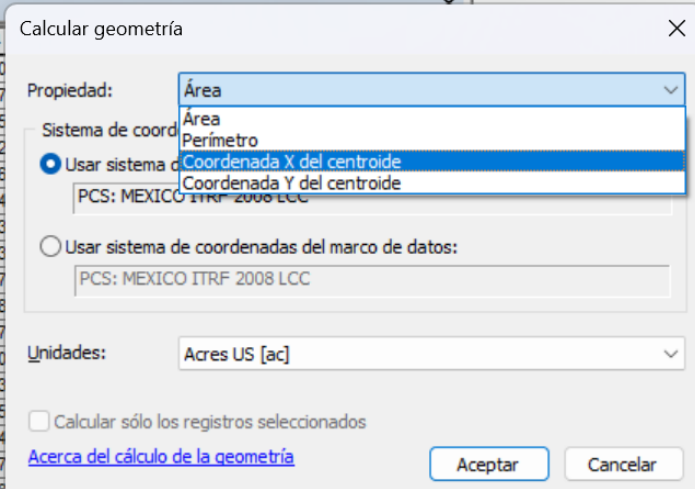 Calcular geometría
Propiedad:
Área
Área
Perímetro
Coordenada X del centroide
Coordenada Y del centroide
Sistema de coord
Usar sistema d
PCS: MEXICO ITRF 2008 LCC
Usar sistema de coordenadas del marco de datos:
PCS: MEXICO ITRF 2008 LCC
Unidades:
Acres US [ac]
Calcular sólo los registros seleccionados
Acerca del cálculo de la geometría
Aceptar
Cancelar